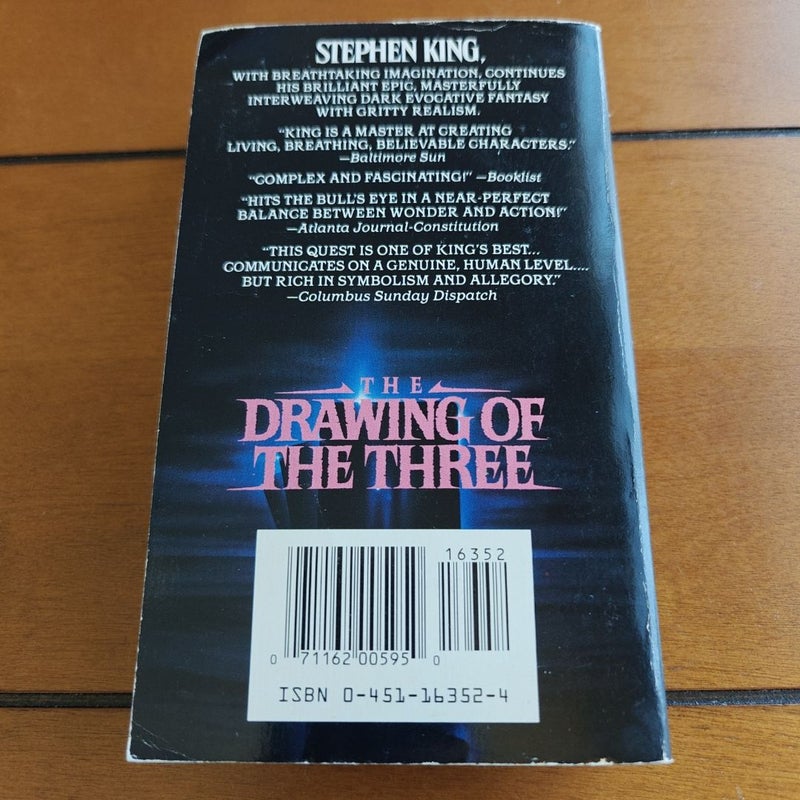 STEPHEN KING,
WITH BREATHTAKING IMAGINATION, CONTINUES
HIS BRILLIANT EPIC, MASTERFULLY
INTERWEAVING DARK EVOCATIVE FANTASY
WITH GRITTY REALISM.
"KING IS A MASTER AT CREATING
LIVING, BREATHING, BELIEVABLE CHARACTERS."
—Baltimore Sun
"COMPLEX AND FASCINATING!" —Booklist
"HITS THE BULL'S EYE IN A NEAR-PERFECT
BALANCE BETWEEN WONDER AND ACTION!"
—Atlanta Journal-Constitution
"THIS QUEST IS ONE OF KING'S BEST...
COMMUNICATES ON A GENUINE, HUMAN LEVEL....
BUT RICH IN SYMBOLISM AND ALLEGORY."
—Columbus Sunday Dispatch
THE
DRAWING OF
THE THREE
16352
0 71162 00595 0
ISBN 0-451-16352-4